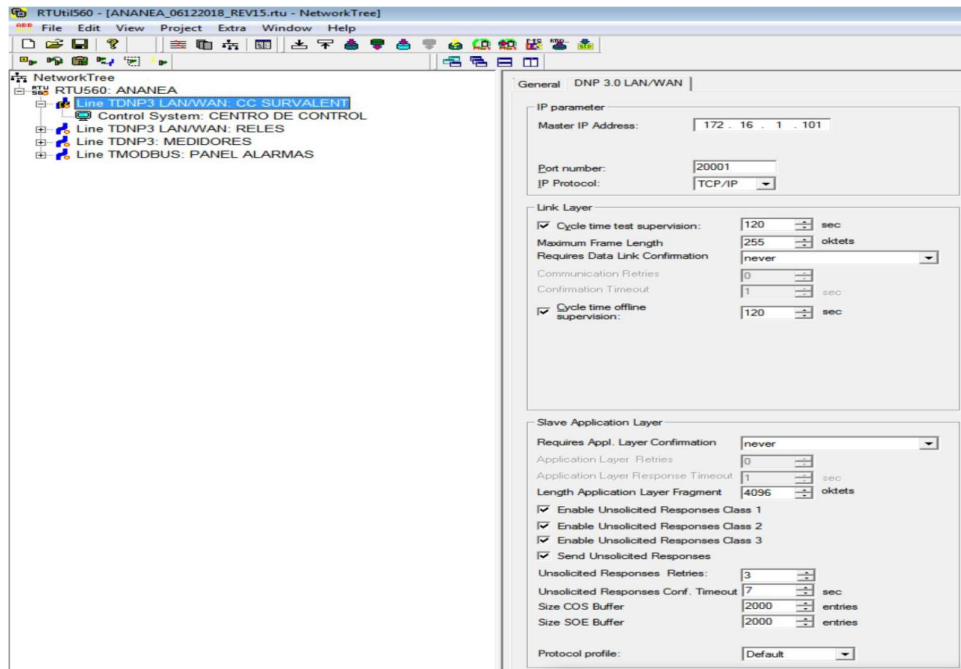 RTUtil560 - [ANANEA_06122018_REV15.rtu - NetworkTree]
File Edit View Project Extra Window Help
NetworkTree
RTU560: ANANEA
Line TDNP3 LAN/WAN: CC SURVALENT
Control System: CENTRO DE CONTROL
Line TDNP3 LAN/WAN: RELES
Line TDNP3: MEDIDORES
Line TMODBUS: PANEL ALARMAS
General DNP 3.0 LAN/WAN
IP parameter
Master IP Address: 172 . 16 . 1 . 101
Port number: 20001
IP Protocol: TCP/IP
Link Layer
Cycle time test supervision: 120 sec
Maximum Frame Length 255 oktets
Requires Data Link Confirmation never
Communication Retries 0
Confirmation Timeout 1 sec
Cycle time offline supervision: 120 sec
Slave Application Layer
Requires Appl. Layer Confirmation never
Application Layer Retries 0
Application Layer Response Timeout 1 sec
Length Application Layer Fragment 4096 oktets
Enable Unsolicited Responses Class 1
Enable Unsolicited Responses Class 2
Enable Unsolicited Responses Class 3
Send Unsolicited Responses
Unsolicited Responses Retries: 3
Unsolicited Responses Conf. Timeout 7 sec
Size COS Buffer 2000 entries
Size SOE Buffer 2000 entries
Protocol profile: Default